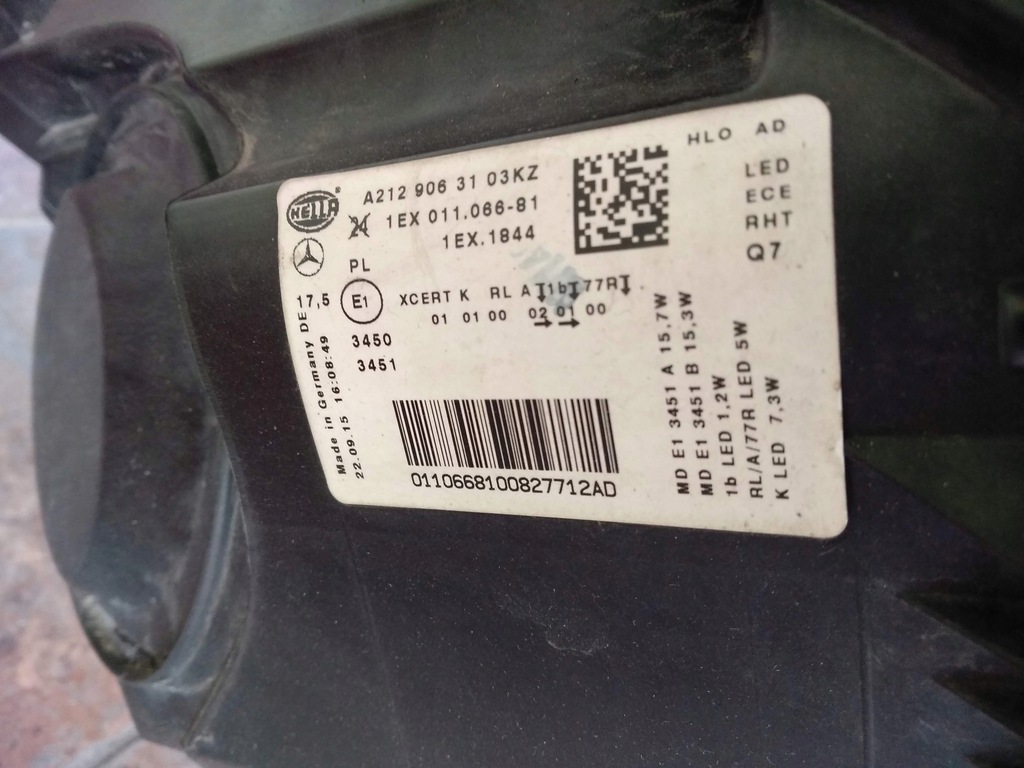 HELLA
A212 906 31 03KZ
1EX 011.066-81
1EX.1844
PL
17,5 E1 XCERT K RL A 1b 77R
01 01 00 02 01 00
3450
3451
Made in Germany DE
22.09.15 16:08:49
0110668100827712AD
HLO AD
LED
ECE
RHT
Q7
MD E1 3451 A 15,7W
MD E1 3451 B 15,3W
1b LED 1,2W
RL/A/77R LED 5W
K LED 7,3W